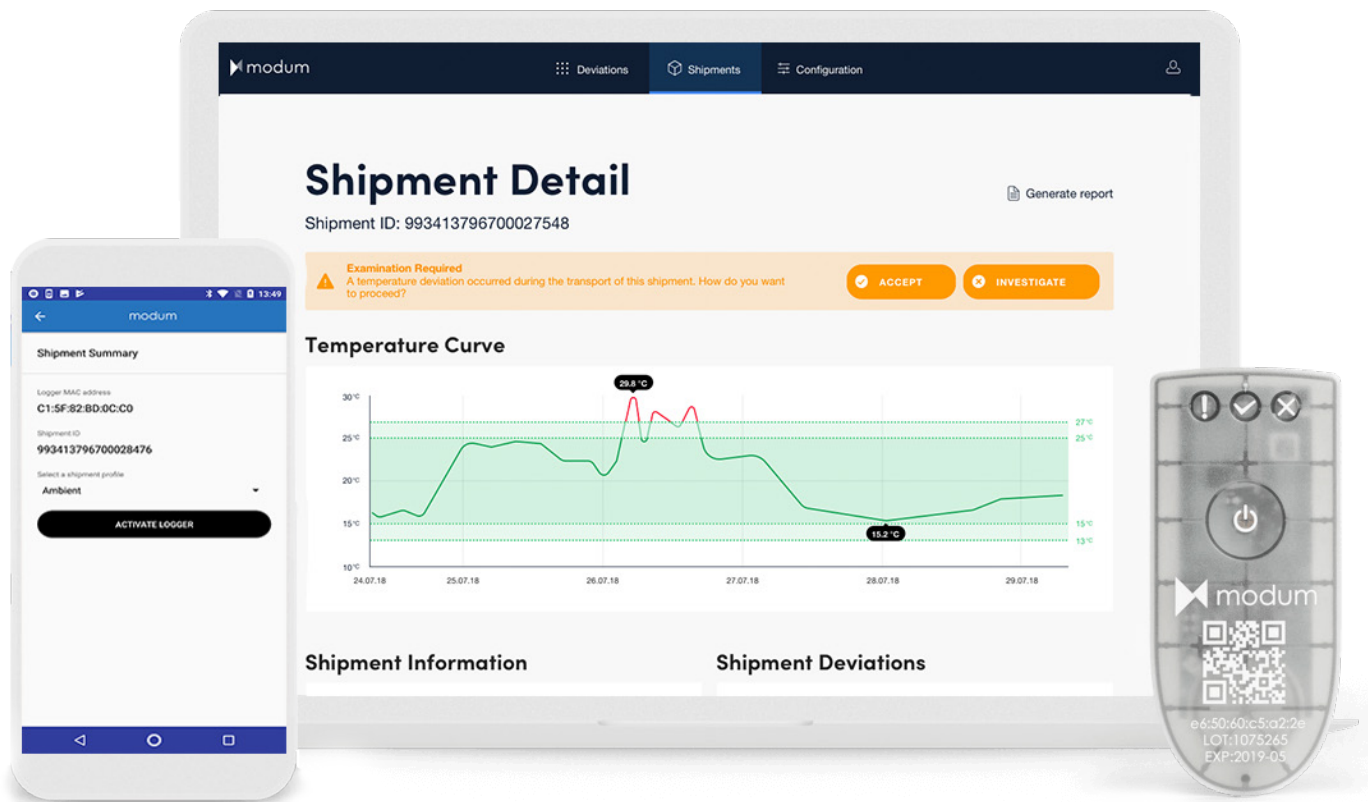 modum
Deviations
Shipments
Configuration
Shipment Detail
Generate report
Shipment ID: 993413796700027548
Examination Required
A temperature deviation occurred during the transport of this shipment. How do you want
to proceed?
ACCEPT
INVESTIGATE
Temperature Curve
29.8 °C
30°C
25°C
20°C
15°C
10°C
27°C
25°C
15°C
13°C
15.2 °C
24.07.18
25.07.18
26.07.18
27.07.18
28.07.18
29.07.18
Shipment Information
Shipment Deviations
13:49
modum
Shipment Summary
Logger MAC address
C1:5F:82:BD:0C:C0
Shipment ID
993413796700028476
Select a shipment profile
Ambient
ACTIVATE LOGGER
modum
e6:50:60:c5:a2:2e
LOT:1075265
EXP:2019-05